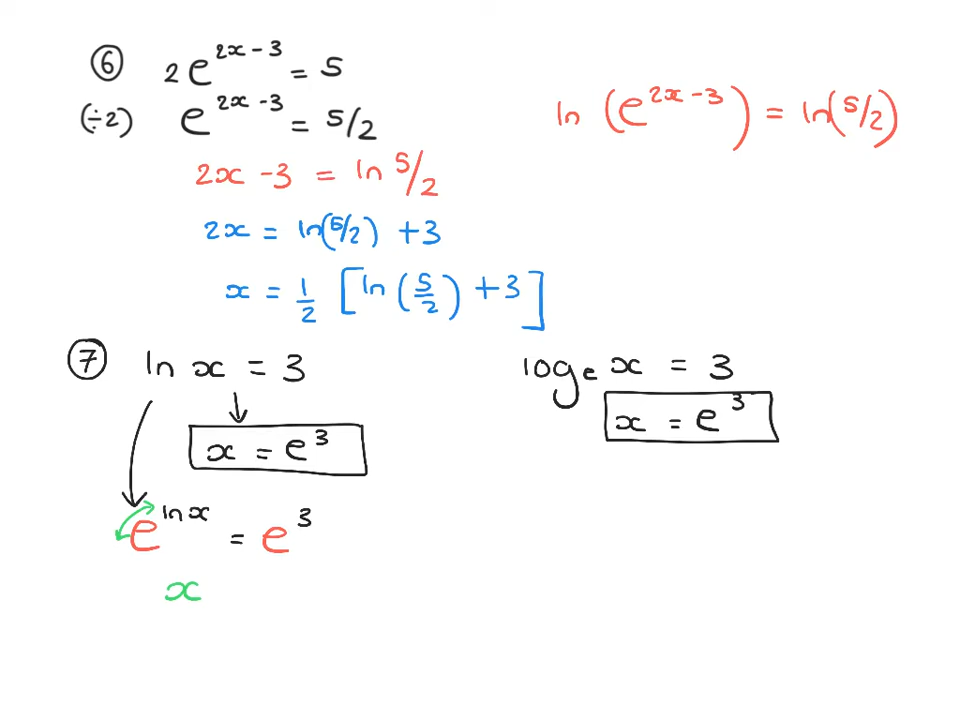 ⑥ 2e^{2x-3} = 5
(÷2) e^{2x-3} = 5/2
ln (e^{2x-3}) = ln(5/2)
2x - 3 = ln 5/2
2x = ln(5/2) + 3
x = 1/2 [ln (5/2) + 3]
⑦ ln x = 3
x = e^3
e^{ln x} = e^3
x
log_e x = 3
x = e^3